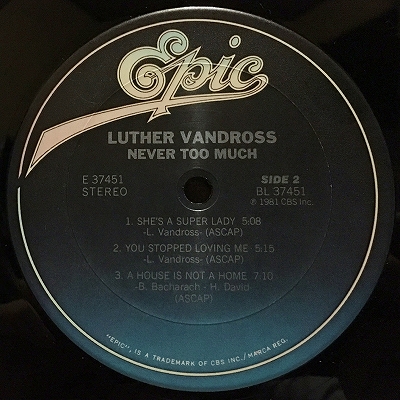 Epic
LUTHER VANDROSS
NEVER TOO MUCH
E 37451
STEREO
SIDE 2
BL 37451
℗ 1981 CBS Inc.
1. SHE'S A SUPER LADY 5:08
-L. Vandross- (ASCAP)
2. YOU STOPPED LOVING ME 5:15
-L. Vandross- (ASCAP)
3. A HOUSE IS NOT A HOME 7:10
-B. Bacharach - H. David
(ASCAP)
"EPIC", IS A TRADEMARK OF CBS INC./MARCA REG.